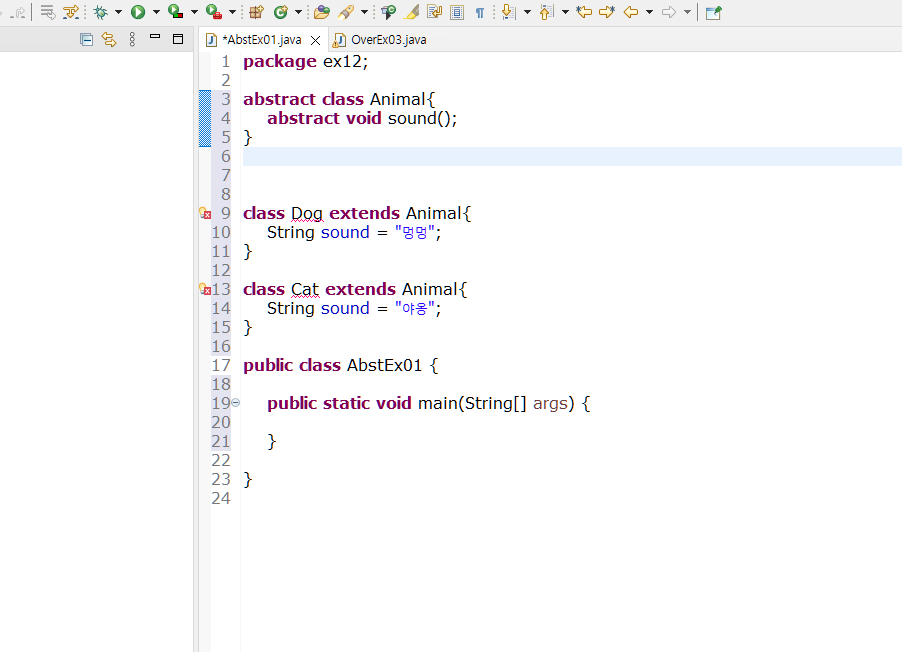 *AbstEx01.java OverEx03.java
1 package ex12;
2
3 abstract class Animal{
4 abstract void sound();
5 }
6
7
8
9 class Dog extends Animal{
10 String sound = "멍멍";
11 }
12
13 class Cat extends Animal{
14 String sound = "야옹";
15 }
16
17 public class AbstEx01 {
18
19 public static void main(String[] args) {
20
21 }
22
23 }
24